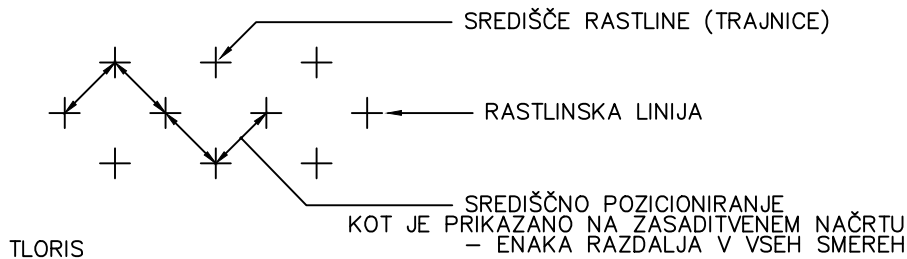 SREDIŠČE RASTLINE (TRAJNICE)
RASTLINSKA LINIJA
SREDIŠČNO POZICIONIRANJE
KOT JE PRIKAZANO NA ZASADITVENEM NAČRTU
– ENAKA RAZDALJA V VSEH SMEREH
TLORIS